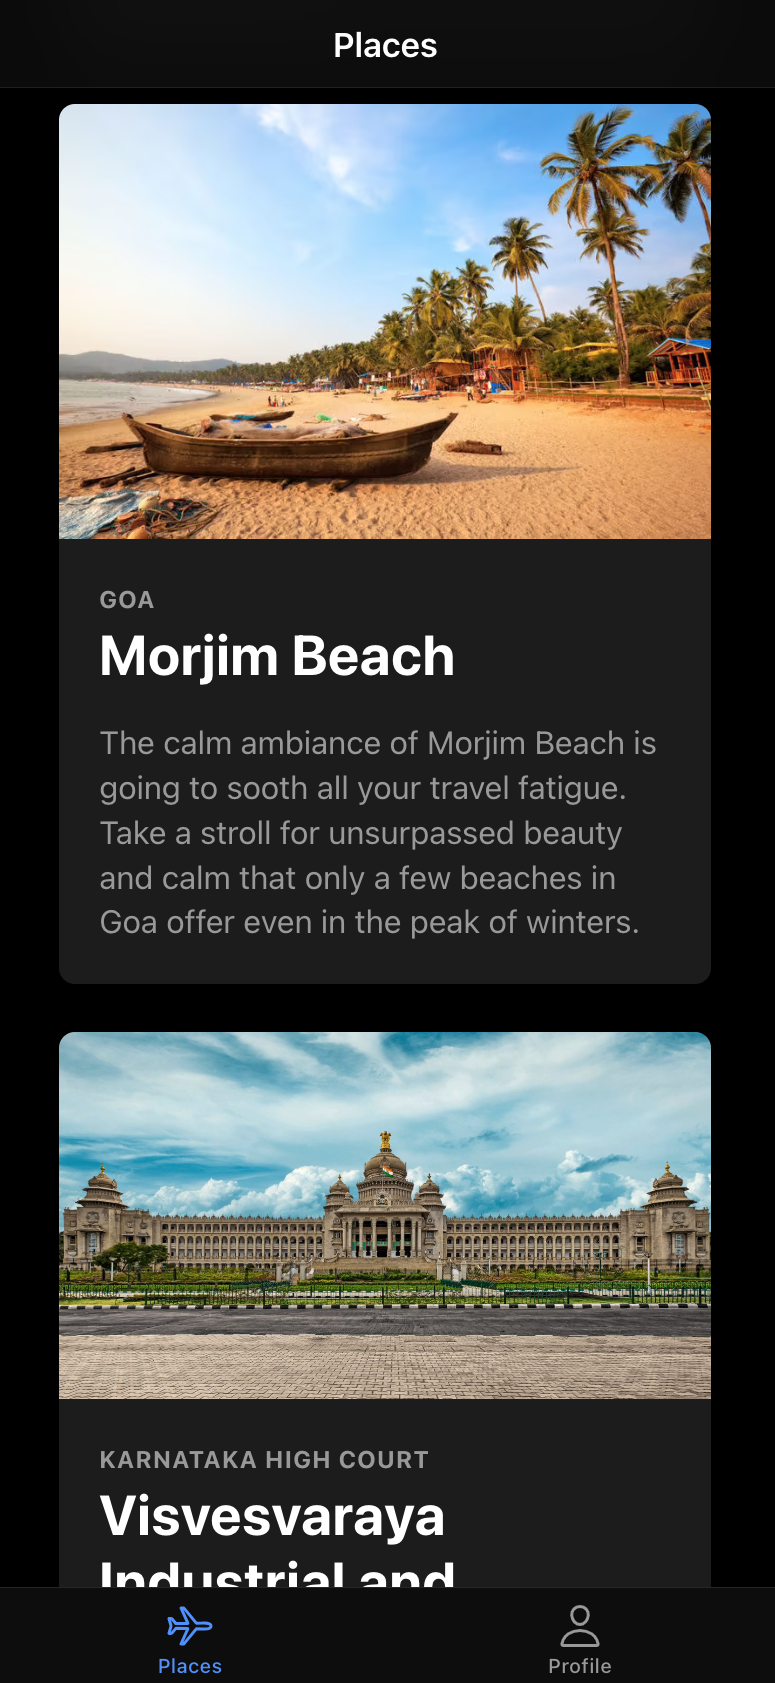 Places
GOA
Morjim Beach
The calm ambiance of Morjim Beach is
going to sooth all your travel fatigue.
Take a stroll for unsurpassed beauty
and calm that only a few beaches in
Goa offer even in the peak of winters.
KARNATAKA HIGH COURT
Visvesvaraya
Industrial and
Places
Profile